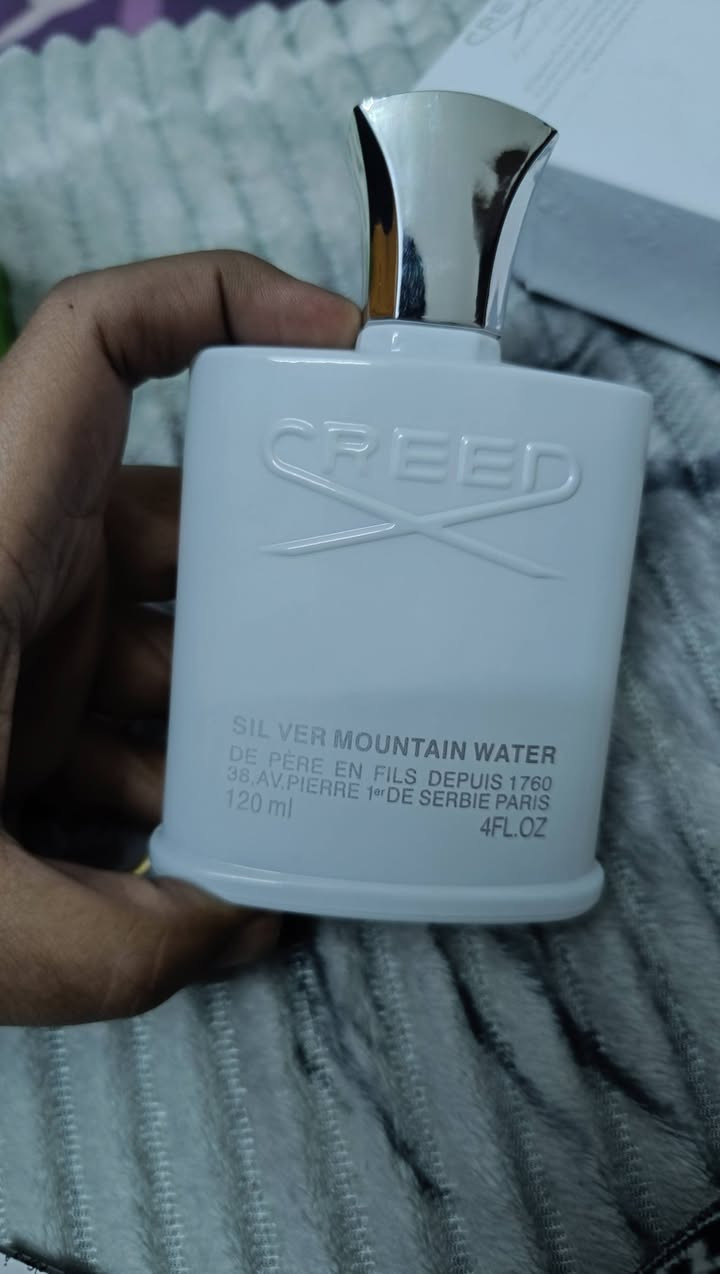 CREED
SIL VER MOUNTAIN WATER
DE PÈRE EN FILS DEPUIS 1760
38,AV.PIERRE 1er DE SERBIE PARIS
120 ml
4FL.OZ